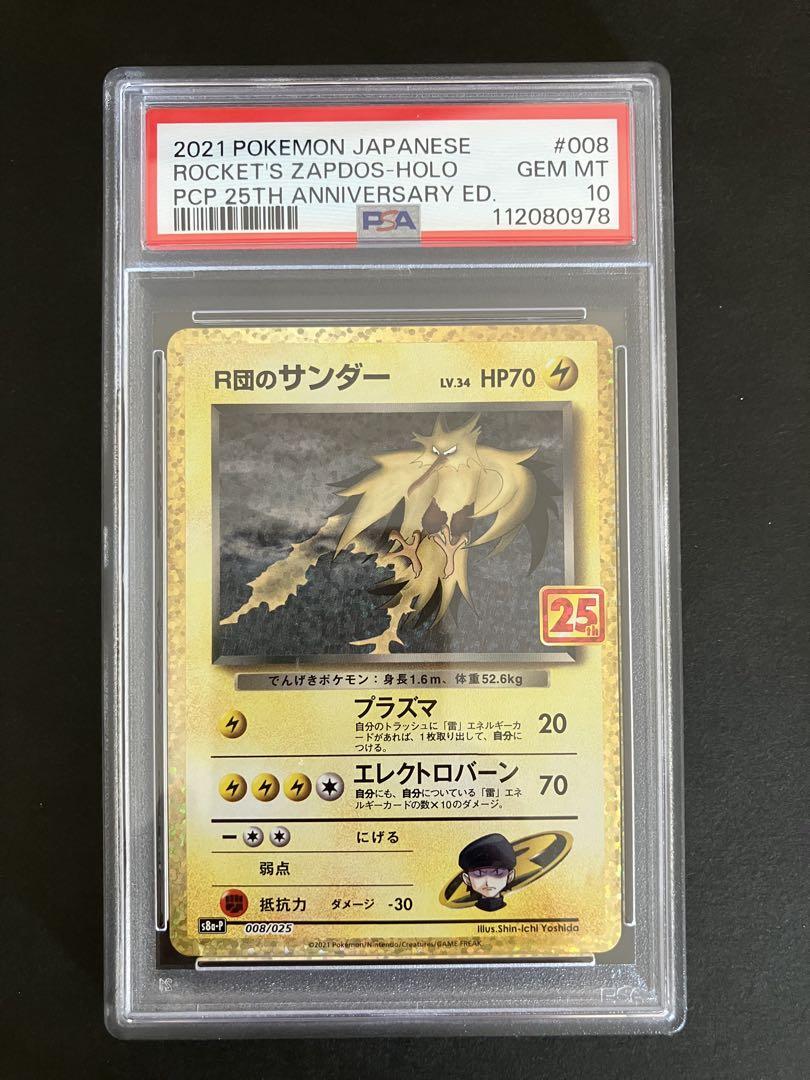 2021 POKEMON JAPANESE #008
ROCKET'S ZAPDOS-HOLO GEM MT
PCP 25TH ANNIVERSARY ED. 10
PSA 112080978
R団のサンダー LV.34 HP70
25th
でんげきポケモン：身長1.6m、体重52.6kg
プラズマ 20
自分のトラッシュに「雷」エネルギーカ
ードがあれば、1枚取り出して、自分に
つける。
エレクトロバーン 70
自分にも、自分についている「雷」エネ
ルギーカードの数×10のダメージ。
にげる
弱点
抵抗力 ダメージ -30
Illus.Shin-Ichi Yoshida
s8a-P 008/025
©2021 Pokémon/Nintendo/Creatures/GAME FREAK
PSA